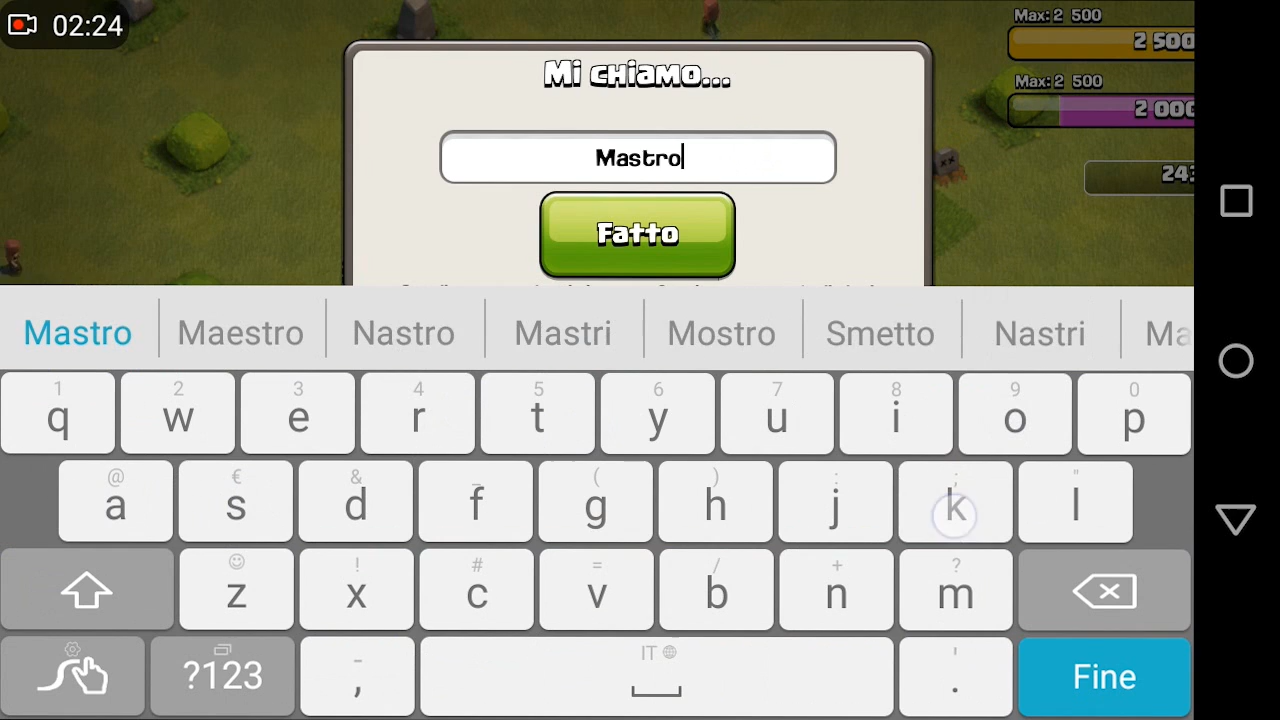 02:24
Max: 2 500
2 500
Max: 2 500
2 000
Mi chiamo...
Mastro
Fatto
Mastro Maestro Nastro Mastri Mostro Smetto Nastri Ma
1 2 3 4 5 6 7 8 9 0
q w e r t y u i o p
@ € & _ ( ) : ; "
a s d f g h j k l
! # = / + ?
z x c v b n m
- IT '
?123 , . Fine